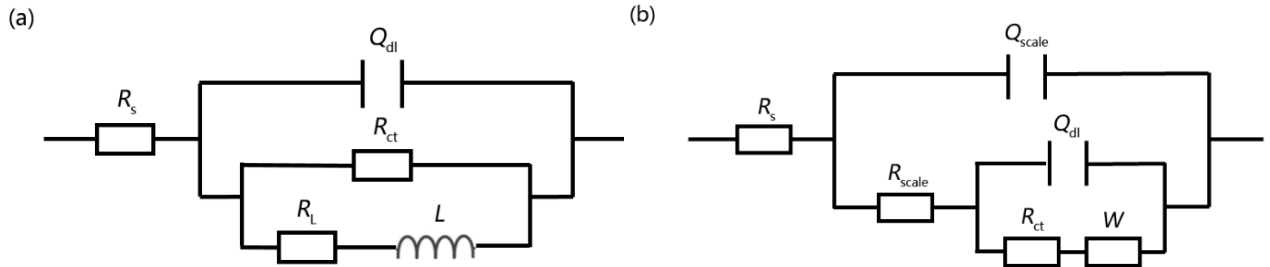 (a)
Q_dl
R_s
R_ct
R_L
L
(b)
Q_scale
R_s
Q_dl
R_scale
R_ct
W